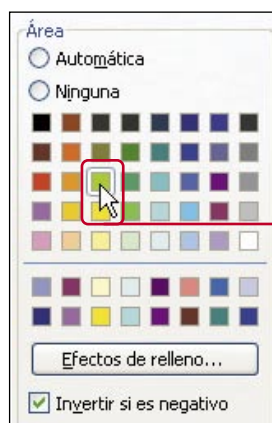 Área
Automática
Ninguna
Efectos de relleno...
Invertir si es negativo